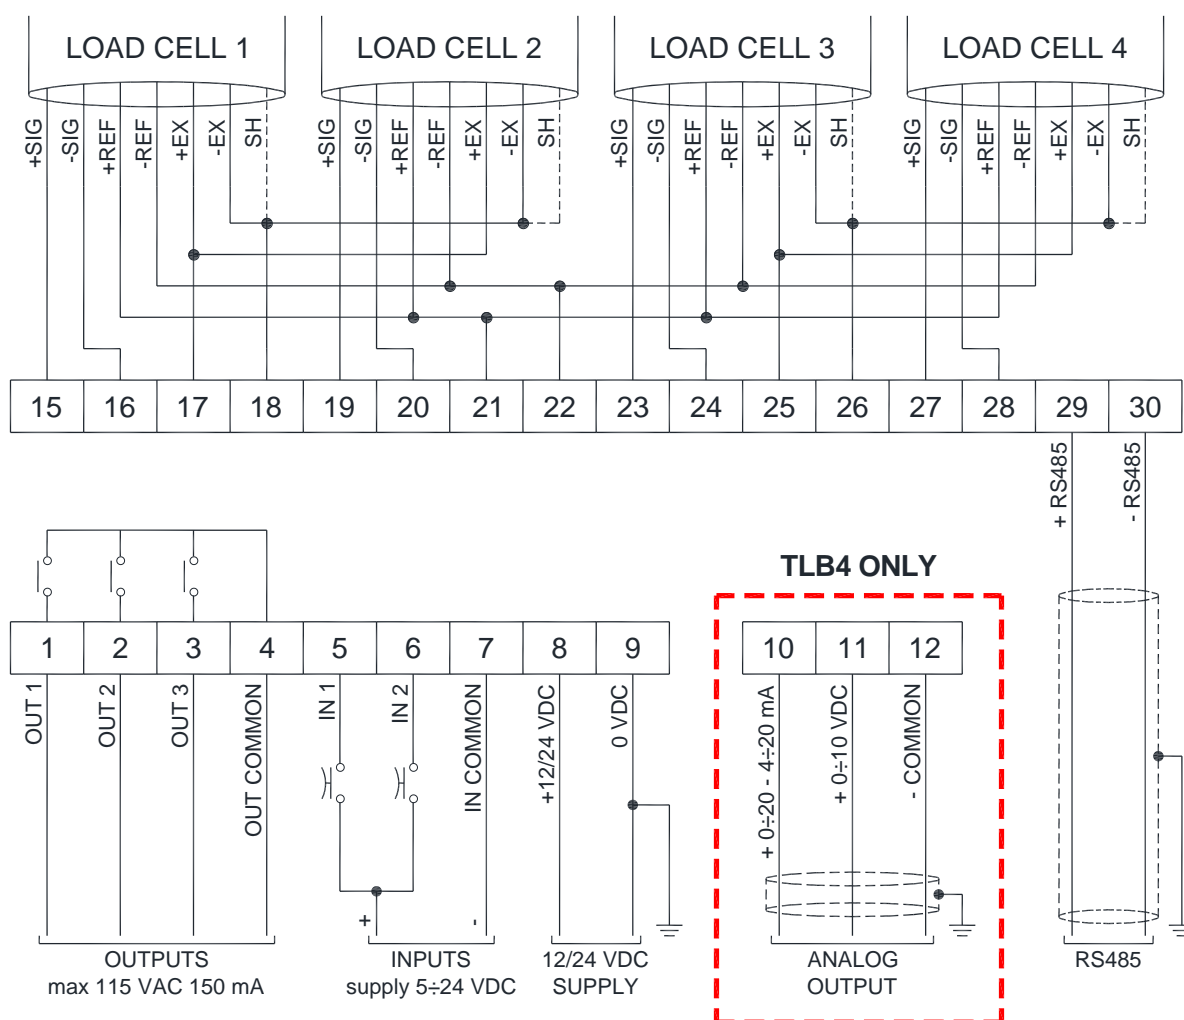 LOAD CELL 1
LOAD CELL 2
LOAD CELL 3
LOAD CELL 4
+SIG
-SIG
+REF
-REF
+EX
-EX
SH
+SIG
-SIG
+REF
-REF
+EX
-EX
SH
+SIG
-SIG
+REF
-REF
+EX
-EX
SH
+SIG
-SIG
+REF
-REF
+EX
-EX
SH
15 16 17 18 19 20 21 22 23 24 25 26 27 28 29 30
+ RS485
- RS485
TLB4 ONLY
1 2 3 4 5 6 7 8 9 10 11 12
OUT 1
OUT 2
OUT 3
OUT COMMON
IN 1
IN 2
IN COMMON
+12/24 VDC
0 VDC
+ 0÷20 - 4÷20 mA
+ 0÷10 VDC
- COMMON
+
-
OUTPUTS
max 115 VAC 150 mA
INPUTS
supply 5÷24 VDC
12/24 VDC
SUPPLY
ANALOG
OUTPUT
RS485